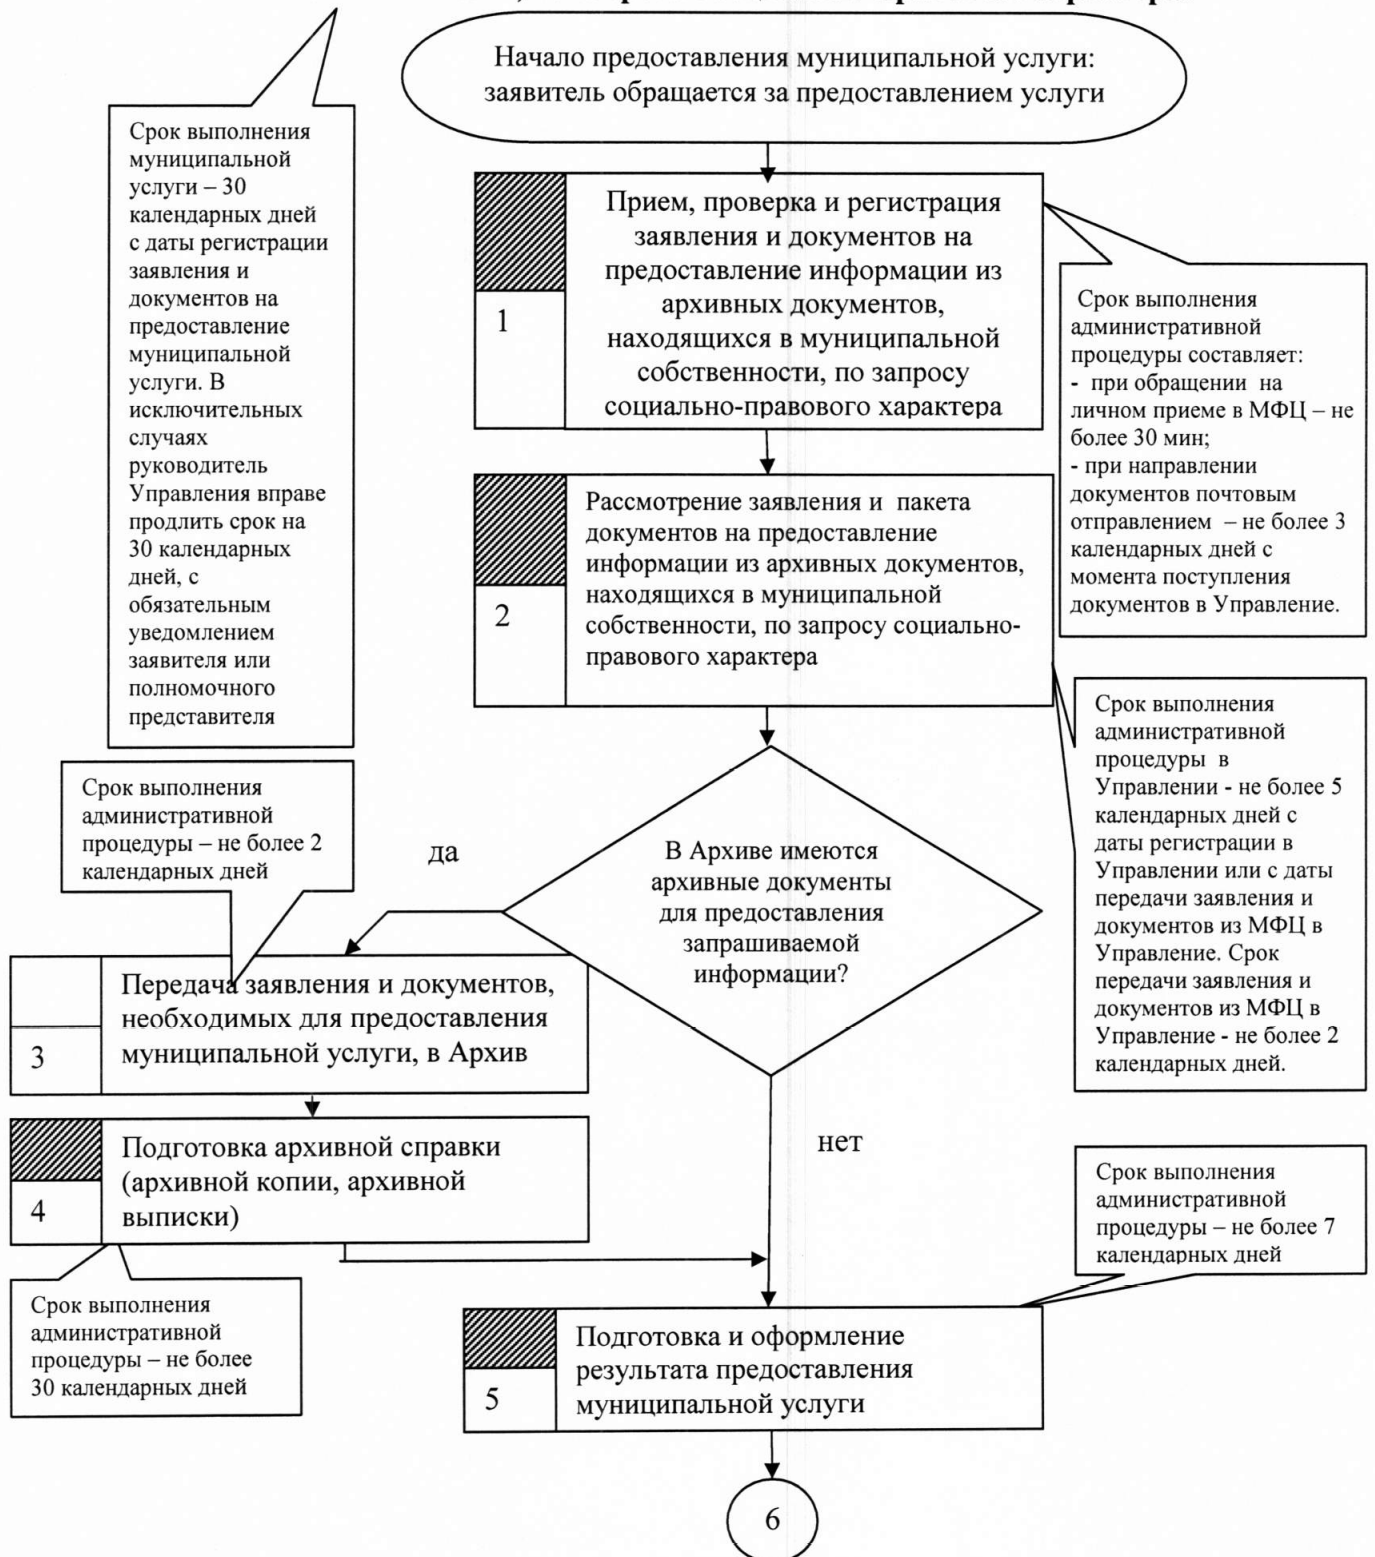 Начало предоставления муниципальной услуги:
заявитель обращается за предоставлением услуги
Срок выполнения
муниципальной
услуги – 30
календарных дней
с даты регистрации
заявления и
документов на
предоставление
муниципальной
услуги. В
исключительных
случаях
руководитель
Управления вправе
продлить срок на
30 календарных
дней, с
обязательным
уведомлением
заявителя или
полномочного
представителя
1
Прием, проверка и регистрация
заявления и документов на
предоставление информации из
архивных документов,
находящихся в муниципальной
собственности, по запросу
социально-правового характера
Срок выполнения
административной
процедуры составляет:
- при обращении на
личном приеме в МФЦ – не
более 30 мин;
- при направлении
документов почтовым
отправлением – не более 3
календарных дней с
момента поступления
документов в Управление.
2
Рассмотрение заявления и пакета
документов на предоставление
информации из архивных документов,
находящихся в муниципальной
собственности, по запросу социально-
правового характера
Срок выполнения
административной
процедуры в
Управлении - не более 5
календарных дней с
даты регистрации в
Управлении или с даты
передачи заявления и
документов из МФЦ в
Управление. Срок
передачи заявления и
документов из МФЦ в
Управление - не более 2
календарных дней.
Срок выполнения
административной
процедуры – не более 2
календарных дней
да
В Архиве имеются
архивные документы
для предоставления
запрашиваемой
информации?
3
Передача заявления и документов,
необходимых для предоставления
муниципальной услуги, в Архив
нет
4
Подготовка архивной справки
(архивной копии, архивной
выписки)
Срок выполнения
административной
процедуры – не более 7
календарных дней
Срок выполнения
административной
процедуры – не более
30 календарных дней
5
Подготовка и оформление
результата предоставления
муниципальной услуги
6